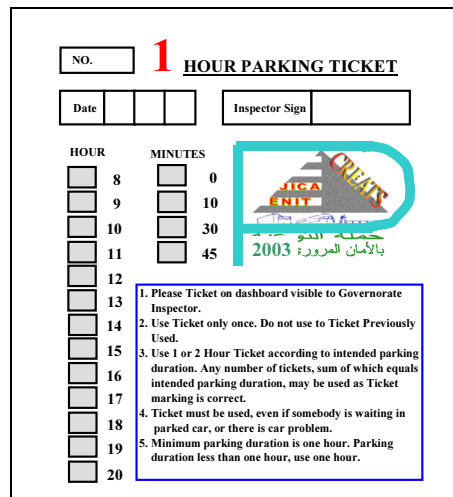 NO.
1 HOUR PARKING TICKET
Date
Inspector Sign
HOUR
MINUTES
8
9
10
11
12
13
14
15
16
17
18
19
20
0
10
30
45
CREATS
JICA
ENIT
حملة
بالأمان المرورى 2003
1. Please Ticket on dashboard visible to Governorate
Inspector.
2. Use Ticket only once. Do not use to Ticket Previously
Used.
3. Use 1 or 2 Hour Ticket according to intended parking
duration. Any number of tickets, sum of which equals
intended parking duration, may be used as Ticket
marking is correct.
4. Ticket must be used, even if somebody is waiting in
parked car, or there is car problem.
5. Minimum parking duration is one hour. Parking
duration less than one hour, use one hour.